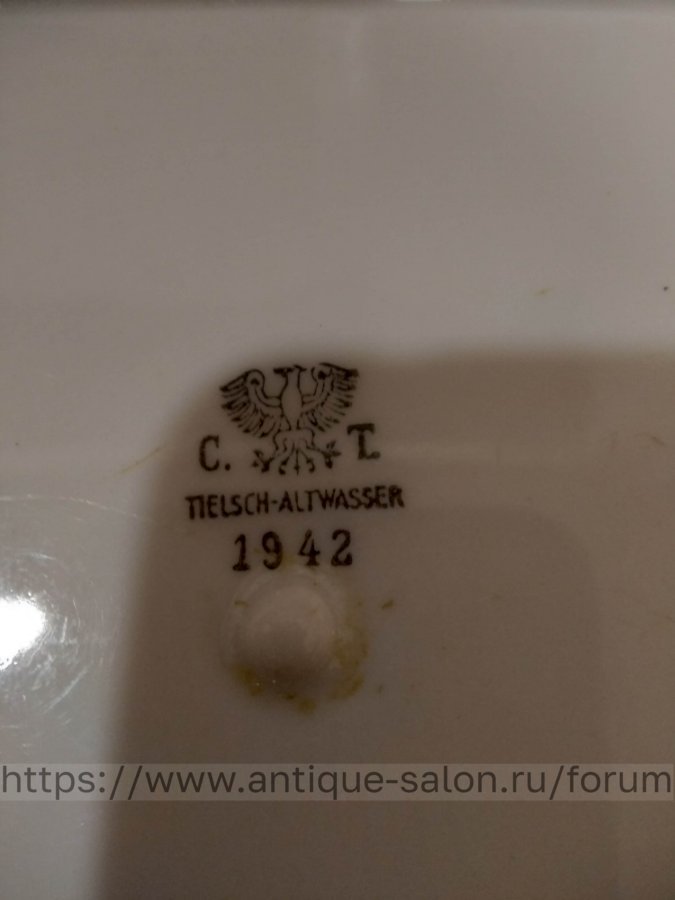 C. T.
TIELSCH-ALTWASSER
1942
https://www.antique-salon.ru/forum